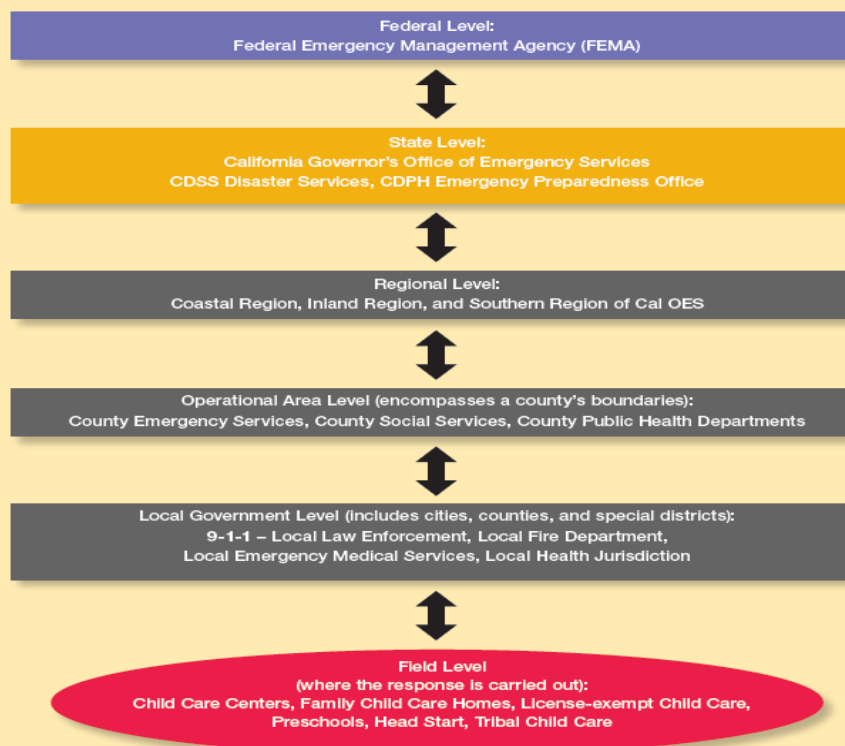 Federal Level:
Federal Emergency Management Agency (FEMA)
State Level:
California Governor's Office of Emergency Services
CDSS Disaster Services, CDPH Emergency Preparedness Office
Regional Level:
Coastal Region, Inland Region, and Southern Region of Cal OES
Operational Area Level (encompasses a county's boundaries):
County Emergency Services, County Social Services, County Public Health Departments
Local Government Level (includes cities, counties, and special districts):
9-1-1 – Local Law Enforcement, Local Fire Department,
Local Emergency Medical Services, Local Health Jurisdiction
Field Level
(where the response is carried out):
Child Care Centers, Family Child Care Homes, License-exempt Child Care,
Preschools, Head Start, Tribal Child Care